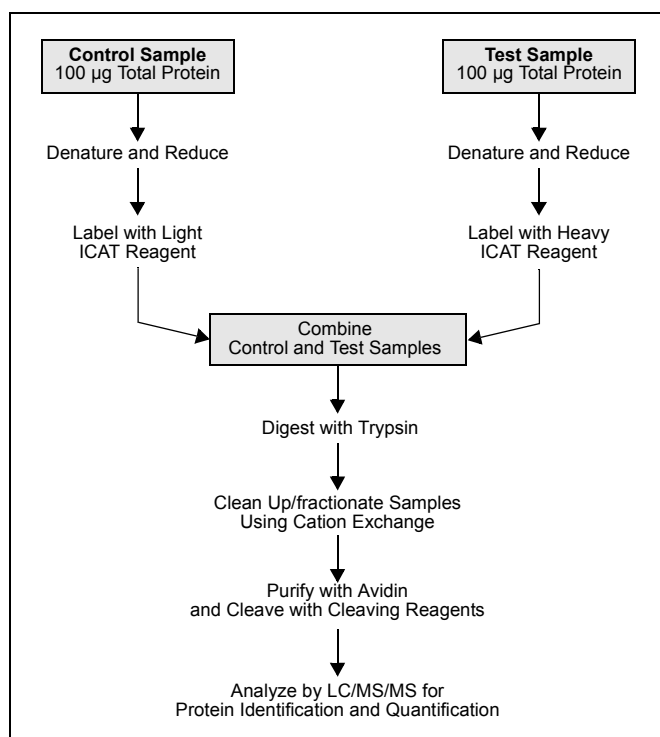 Control Sample
100 µg Total Protein
Test Sample
100 µg Total Protein
Denature and Reduce
Denature and Reduce
Label with Light
ICAT Reagent
Label with Heavy
ICAT Reagent
Combine
Control and Test Samples
Digest with Trypsin
Clean Up/fractionate Samples
Using Cation Exchange
Purify with Avidin
and Cleave with Cleaving Reagents
Analyze by LC/MS/MS for
Protein Identification and Quantification